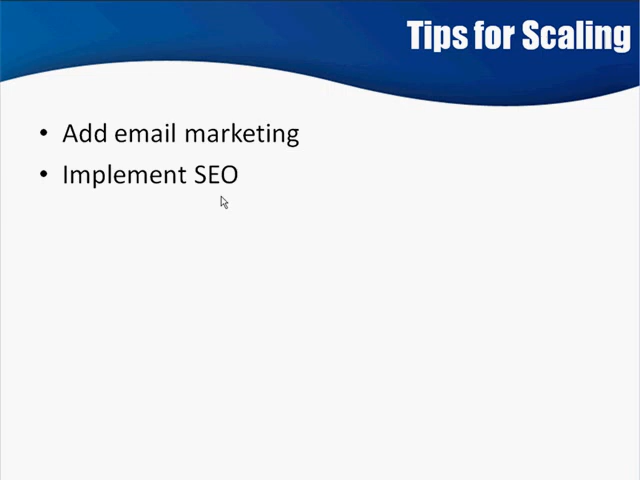 Tips for Scaling
• Add email marketing
• Implement SEO